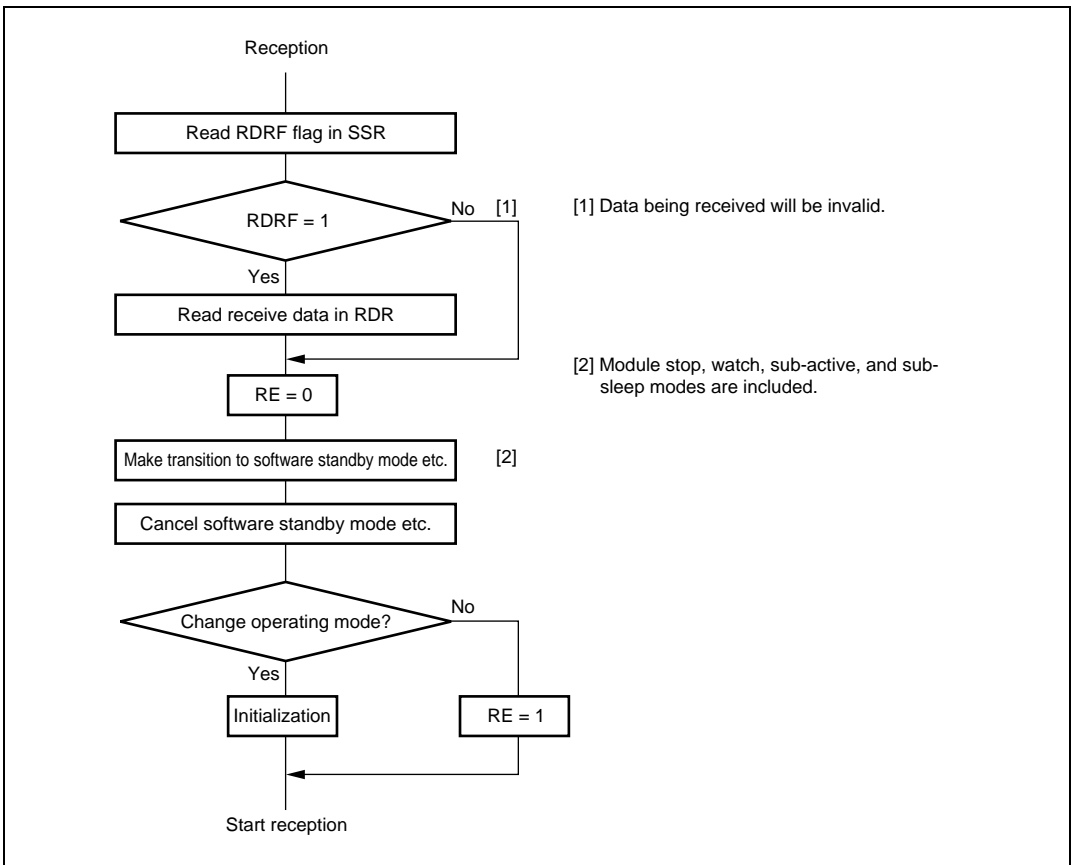 Reception
Read RDRF flag in SSR
RDRF = 1
No [1]
[1] Data being received will be invalid.
Yes
Read receive data in RDR
[2] Module stop, watch, sub-active, and sub-
sleep modes are included.
RE = 0
Make transition to software standby mode etc.
[2]
Cancel software standby mode etc.
Change operating mode?
No
Yes
Initialization
RE = 1
Start reception